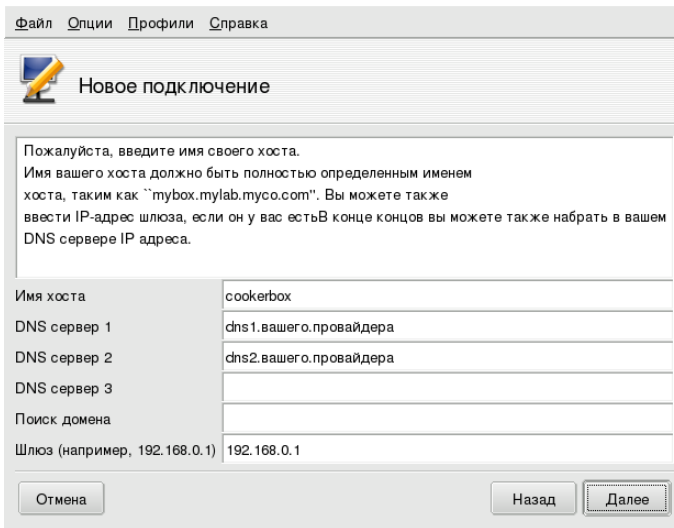 Файл Опции Профили Справка
Новое подключение
Пожалуйста, введите имя своего хоста.
Имя вашего хоста должно быть полностью определенным именем
хоста, таким как ``mybox.mylab.myco.com''. Вы можете также
ввести IP-адрес шлюза, если он у вас естьВ конце концов вы можете также набрать в вашем
DNS сервере IP адреса.
Имя хоста cookerbox
DNS сервер 1 dns1.вашего.провайдера
DNS сервер 2 dns2.вашего.провайдера
DNS сервер 3
Поиск домена
Шлюз (например, 192.168.0.1) 192.168.0.1
Отмена Назад Далее